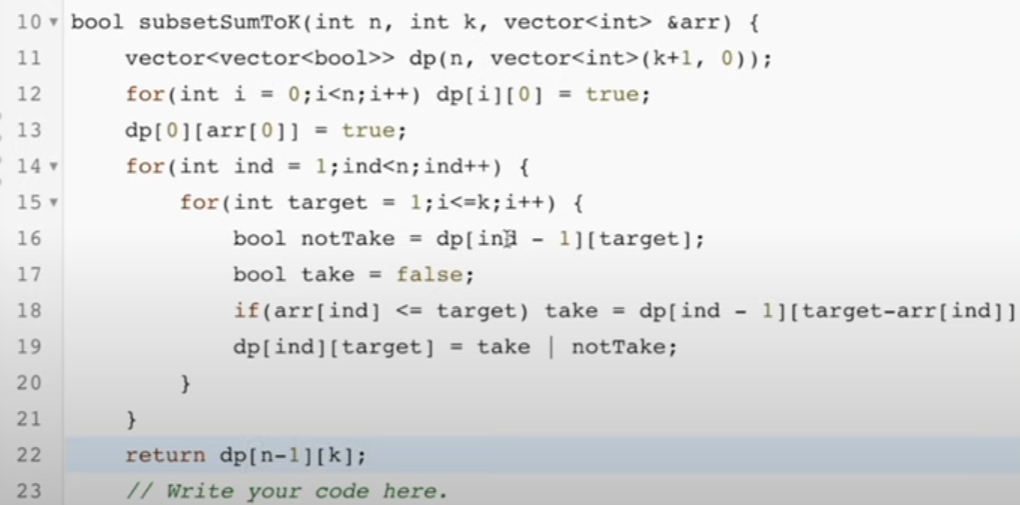 10 bool subsetSumToK(int n, int k, vector<int> &arr) {
11 vector<vector<bool>> dp(n, vector<int>(k+1, 0));
12 for(int i = 0;i<n;i++) dp[i][0] = true;
13 dp[0][arr[0]] = true;
14 for(int ind = 1;ind<n;ind++) {
15 for(int target = 1;i<=k;i++) {
16 bool notTake = dp[ind - 1][target];
17 bool take = false;
18 if(arr[ind] <= target) take = dp[ind - 1][target-arr[ind]]
19 dp[ind][target] = take | notTake;
20 }
21 }
22 return dp[n-1][k];
23 // Write your code here.